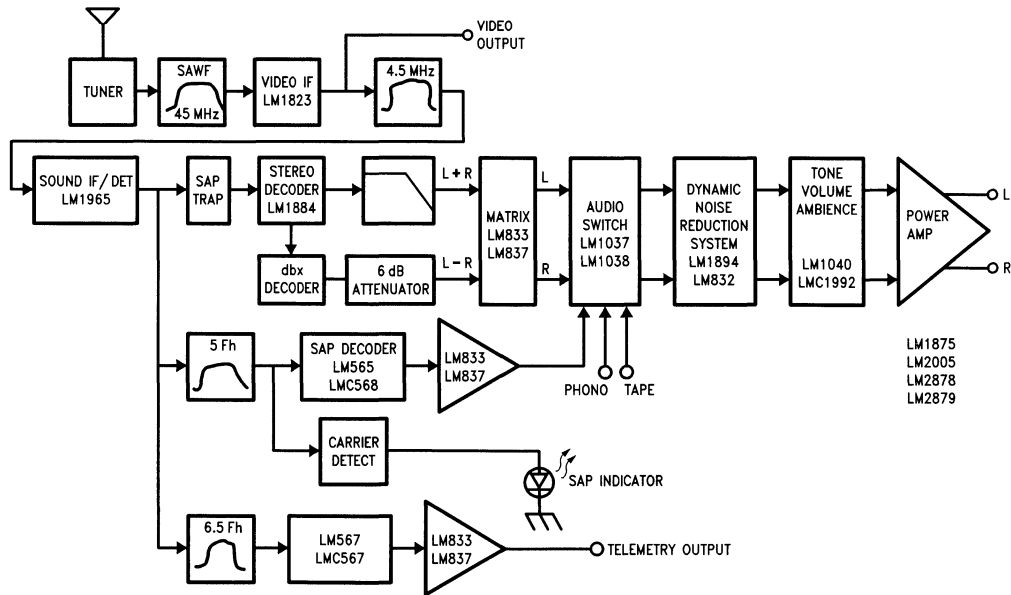 VIDEO
OUTPUT
TUNER
SAWF
45 MHz
VIDEO IF
LM1823
4.5 MHz
SOUND IF/DET
LM1965
SAP
TRAP
STEREO
DECODER
LM1884
L+R
MATRIX
LM833
LM837
L
R
AUDIO
SWITCH
LM1037
LM1038
DYNAMIC
NOISE
REDUCTION
SYSTEM
LM1894
LM832
TONE
VOLUME
AMBIENCE
LM1040
LMC1992
POWER
AMP
L
R
dbx
DECODER
6 dB
ATTENUATOR
L-R
5 Fh
SAP DECODER
LM565
LMC568
LM833
LM837
PHONO
TAPE
LM1875
LM2005
LM2878
LM2879
CARRIER
DETECT
SAP INDICATOR
6.5 Fh
LM567
LMC567
LM833
LM837
TELEMETRY OUTPUT